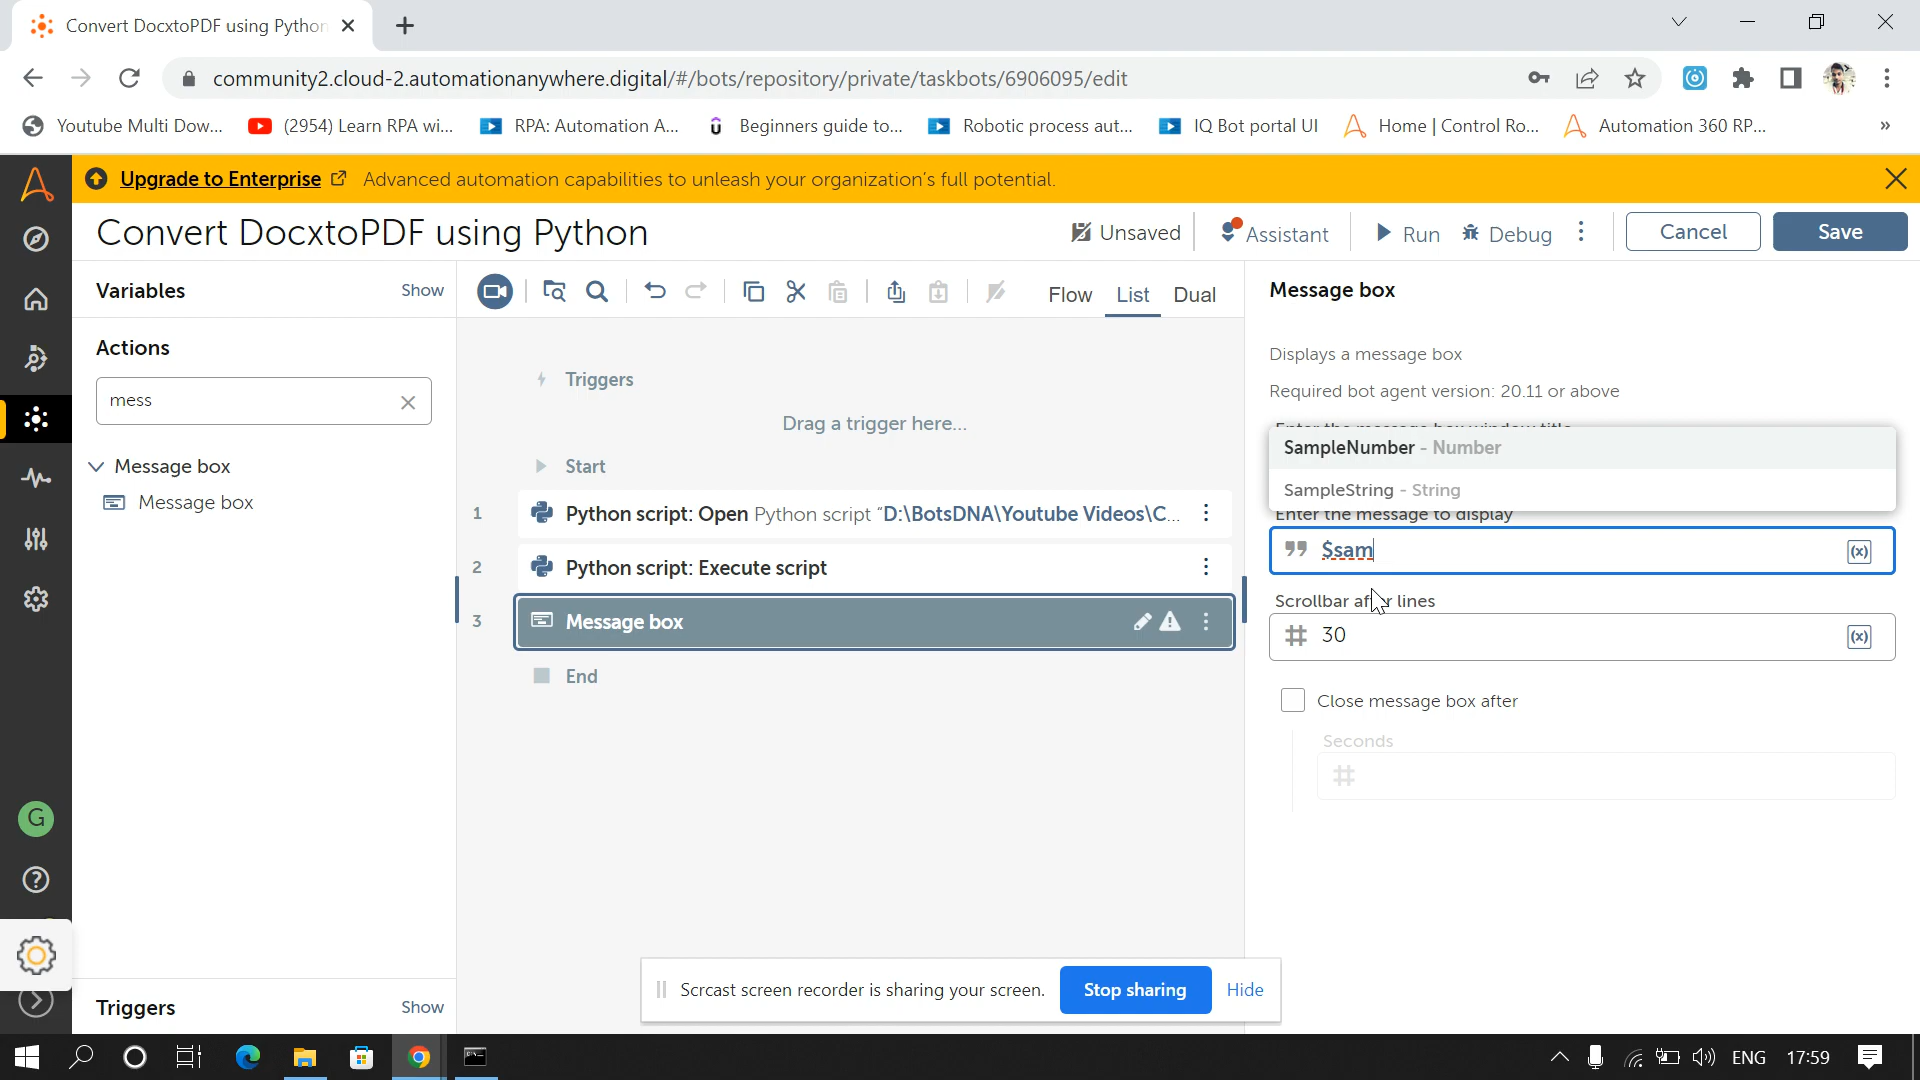 Convert DocxtoPDF using Python
community2.cloud-2.automationanywhere.digital/#/bots/repository/private/taskbots/6906095/edit
Youtube Multi Dow...
(2954) Learn RPA wi...
RPA: Automation A...
Beginners guide to...
Robotic process aut...
IQ Bot portal UI
Home | Control Ro...
Automation 360 RP...
»
Upgrade to Enterprise
Advanced automation capabilities to unleash your organization's full potential.
Convert DocxtoPDF using Python
Unsaved
Assistant
Run
Debug
Cancel
Save
Variables
Show
Flow
List
Dual
Message box
Actions
mess
Message box
Message box
Triggers
Drag a trigger here...
Start
1
Python script: Open Python script "D:\BotsDNA\Youtube Videos\C...
2
Python script: Execute script
3
Message box
End
Displays a message box
Required bot agent version: 20.11 or above
Enter the message box window title
SampleNumber - Number
SampleString - String
Enter the message to display
$sam
(x)
Scrollbar after lines
30
(x)
Close message box after
Seconds
G
Triggers
Show
Scrcast screen recorder is sharing your screen.
Stop sharing
Hide
ENG
17:59